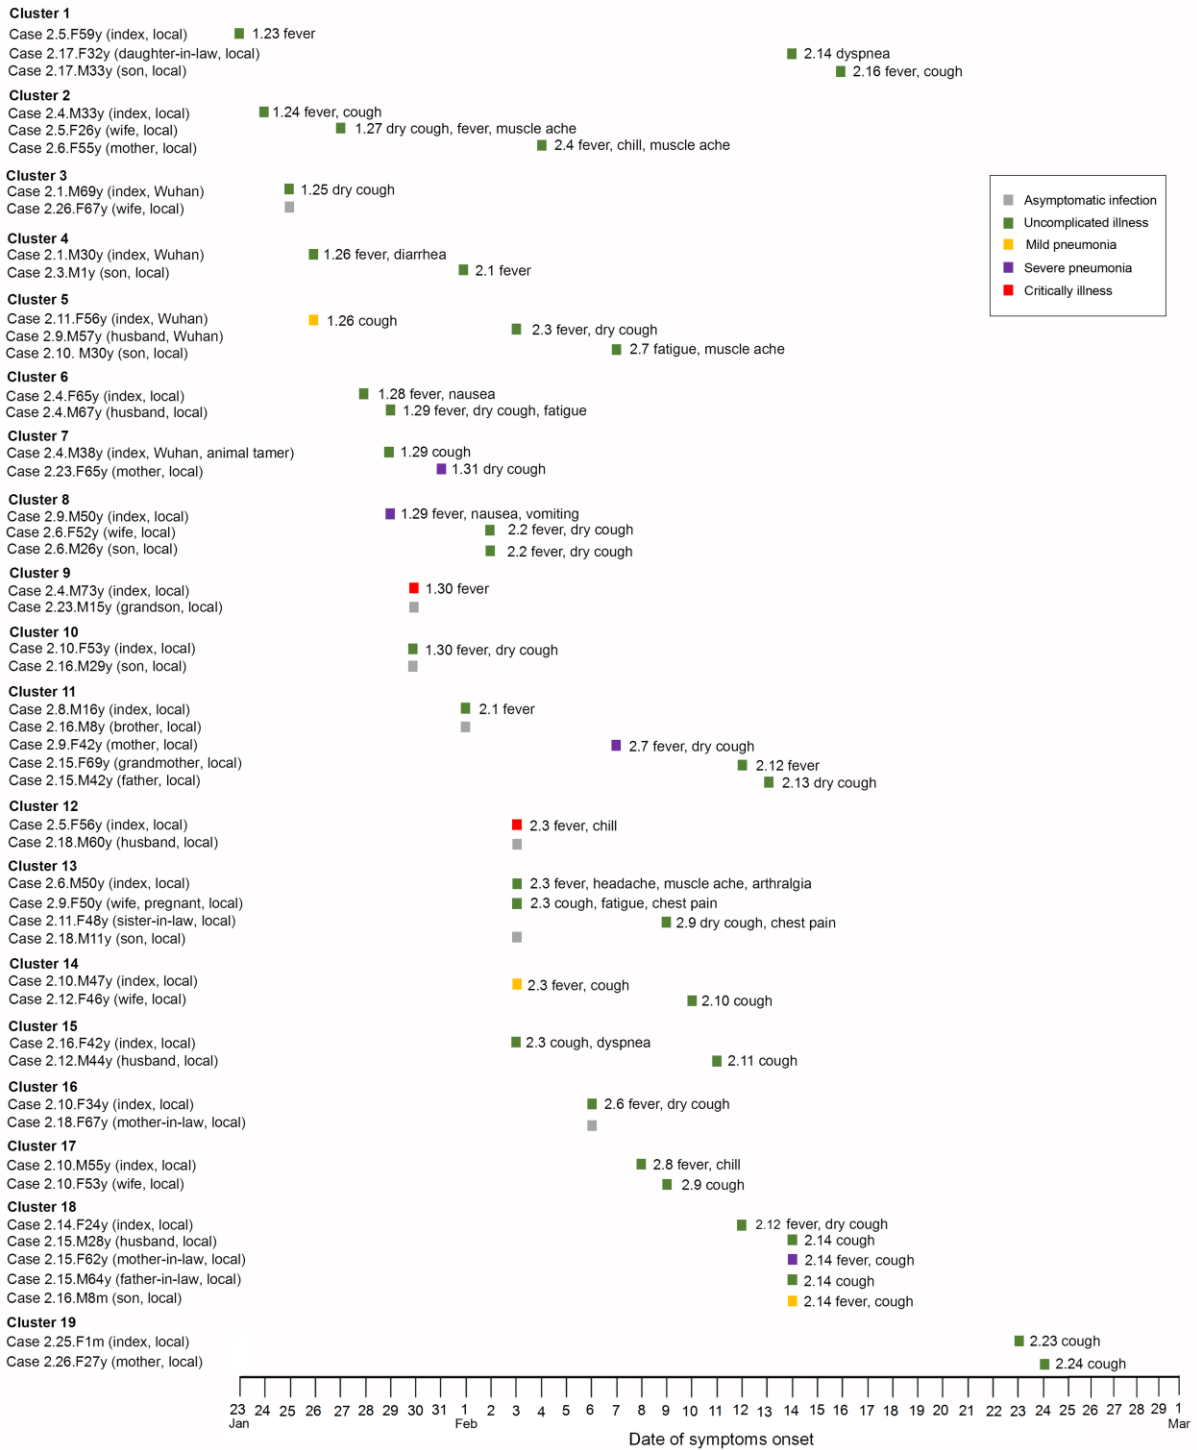 Cluster 1
Case 2.5.F59y (index, local) 1.23 fever
Case 2.17.F32y (daughter-in-law, local) 2.14 dyspnea
Case 2.17.M33y (son, local) 2.16 fever, cough
Cluster 2
Case 2.4.M33y (index, local) 1.24 fever, cough
Case 2.5.F26y (wife, local) 1.27 dry cough, fever, muscle ache
Case 2.6.F55y (mother, local) 2.4 fever, chill, muscle ache
Cluster 3
Case 2.1.M69y (index, Wuhan) 1.25 dry cough
Case 2.26.F67y (wife, local)
Asymptomatic infection
Uncomplicated illness
Mild pneumonia
Severe pneumonia
Critically illness
Cluster 4
Case 2.1.M30y (index, Wuhan) 1.26 fever, diarrhea
Case 2.3.M1y (son, local) 2.1 fever
Cluster 5
Case 2.11.F56y (index, Wuhan) 1.26 cough
Case 2.9.M57y (husband, Wuhan) 2.3 fever, dry cough
Case 2.10. M30y (son, local) 2.7 fatigue, muscle ache
Cluster 6
Case 2.4.F65y (index, local) 1.28 fever, nausea
Case 2.4.M67y (husband, local) 1.29 fever, dry cough, fatigue
Cluster 7
Case 2.4.M38y (index, Wuhan, animal tamer) 1.29 cough
Case 2.23.F65y (mother, local) 1.31 dry cough
Cluster 8
Case 2.9.M50y (index, local) 1.29 fever, nausea, vomiting
Case 2.6.F52y (wife, local) 2.2 fever, dry cough
Case 2.6.M26y (son, local) 2.2 fever, dry cough
Cluster 9
Case 2.4.M73y (index, local) 1.30 fever
Case 2.23.M15y (grandson, local)
Cluster 10
Case 2.10.F53y (index, local) 1.30 fever, dry cough
Case 2.16.M29y (son, local)
Cluster 11
Case 2.8.M16y (index, local) 2.1 fever
Case 2.16.M8y (brother, local)
Case 2.9.F42y (mother, local) 2.7 fever, dry cough
Case 2.15.F69y (grandmother, local) 2.12 fever
Case 2.15.M42y (father, local) 2.13 dry cough
Cluster 12
Case 2.5.F56y (index, local) 2.3 fever, chill
Case 2.18.M60y (husband, local)
Cluster 13
Case 2.6.M50y (index, local) 2.3 fever, headache, muscle ache, arthralgia
Case 2.9.F50y (wife, pregnant, local) 2.3 cough, fatigue, chest pain
Case 2.11.F48y (sister-in-law, local) 2.9 dry cough, chest pain
Case 2.18.M11y (son, local)
Cluster 14
Case 2.10.M47y (index, local) 2.3 fever, cough
Case 2.12.F46y (wife, local) 2.10 cough
Cluster 15
Case 2.16.F42y (index, local) 2.3 cough, dyspnea
Case 2.12.M44y (husband, local) 2.11 cough
Cluster 16
Case 2.10.F34y (index, local) 2.6 fever, dry cough
Case 2.18.F67y (mother-in-law, local)
Cluster 17
Case 2.10.M55y (index, local) 2.8 fever, chill
Case 2.10.F53y (wife, local) 2.9 cough
Cluster 18
Case 2.14.F24y (index, local) 2.12 fever, dry cough
Case 2.15.M28y (husband, local) 2.14 cough
Case 2.15.F62y (mother-in-law, local) 2.14 fever, cough
Case 2.15.M64y (father-in-law, local) 2.14 cough
Case 2.16.M8m (son, local) 2.14 fever, cough
Cluster 19
Case 2.25.F1m (index, local) 2.23 cough
Case 2.26.F27y (mother, local) 2.24 cough
23 24 25 26 27 28 29 30 31 1 2 3 4 5 6 7 8 9 10 11 12 13 14 15 16 17 18 19 20 21 22 23 24 25 26 27 28 29 1
Jan Feb Mar
Date of symptoms onset